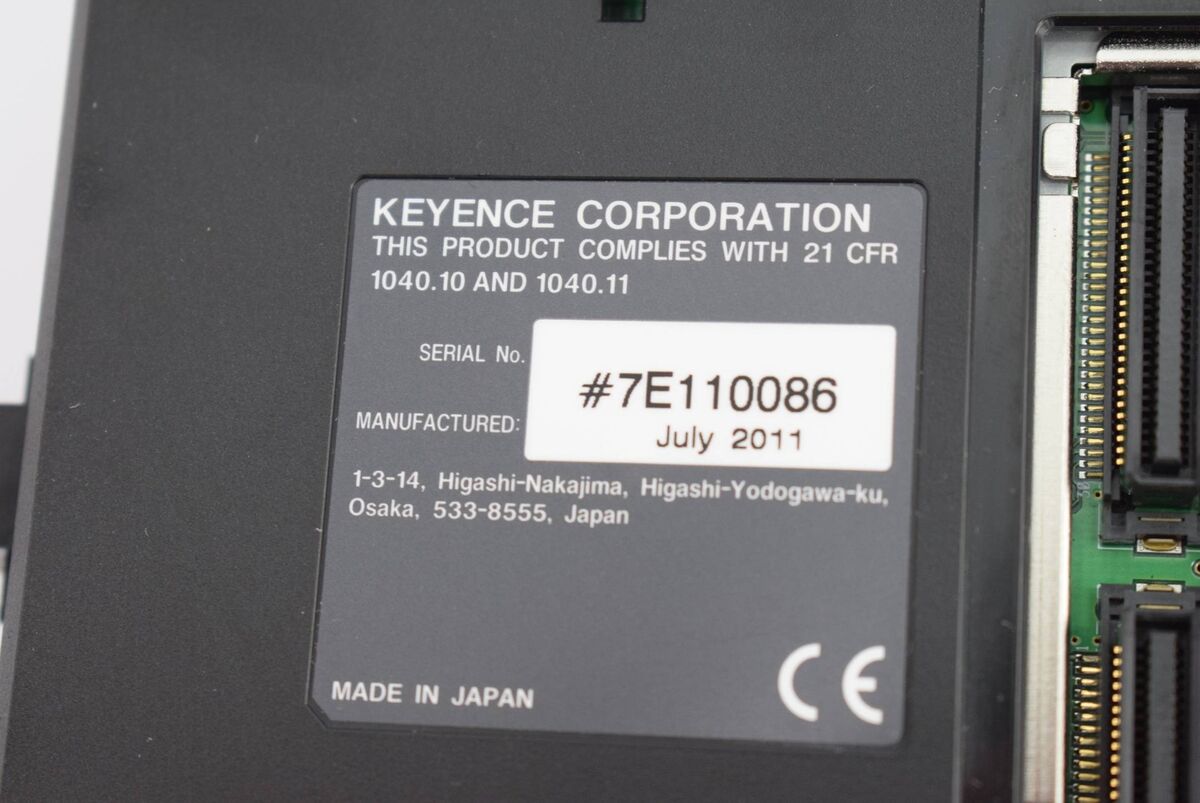 KEYENCE CORPORATION
THIS PRODUCT COMPLIES WITH 21 CFR
1040.10 AND 1040.11
SERIAL No.
#7E110086
MANUFACTURED:
July 2011
1-3-14, Higashi-Nakajima, Higashi-Yodogawa-ku,
Osaka, 533-8555, Japan
MADE IN JAPAN
CE